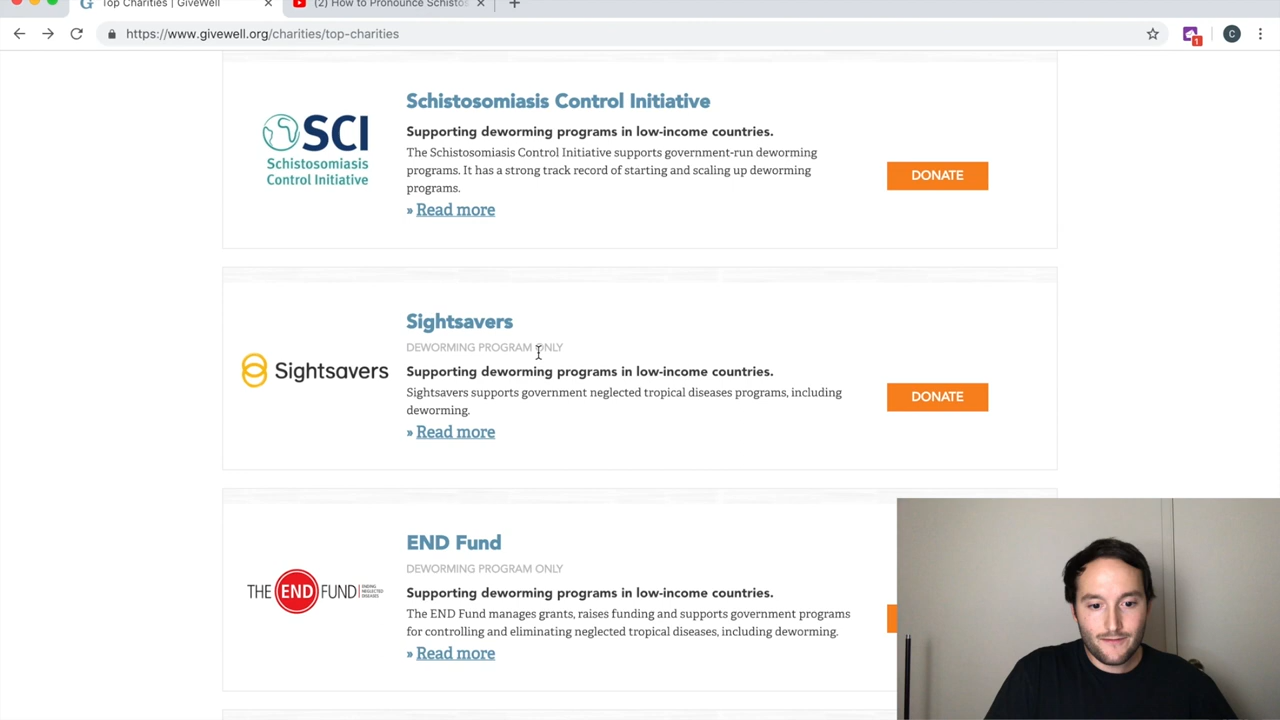 Top Charities | GiveWell
(2) How to Pronounce Schistos
https://www.givewell.org/charities/top-charities
1
C
SCI
Schistosomiasis
Control Initiative
Schistosomiasis Control Initiative
Supporting deworming programs in low-income countries.
The Schistosomiasis Control Initiative supports government-run deworming
programs. It has a strong track record of starting and scaling up deworming
programs.
» Read more
DONATE
Sightsavers
Sightsavers
DEWORMING PROGRAM ONLY
Supporting deworming programs in low-income countries.
Sightsavers supports government neglected tropical diseases programs, including
deworming.
» Read more
DONATE
THE END FUND
ENDING
NEGLECTED
DISEASES
END Fund
DEWORMING PROGRAM ONLY
Supporting deworming programs in low-income countries.
The END Fund manages grants, raises funding and supports government programs
for controlling and eliminating neglected tropical diseases, including deworming.
» Read more